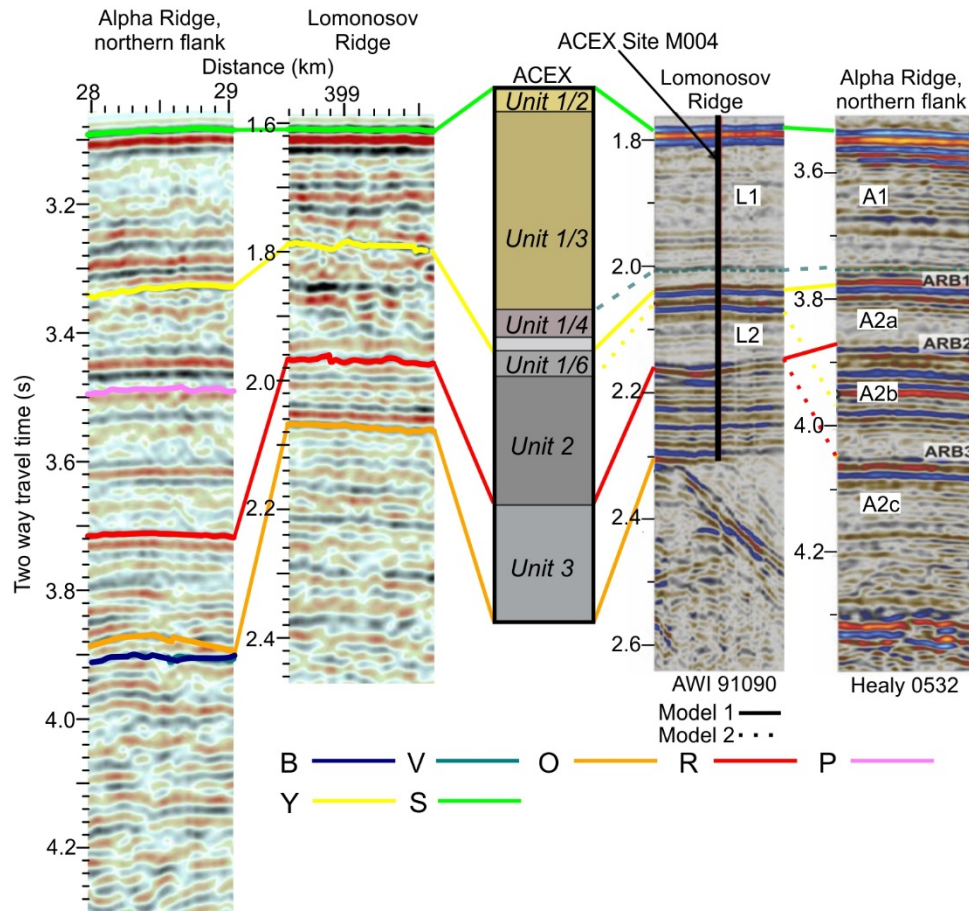 Alpha Ridge,
northern flank
Lomonosov
Ridge
Distance (km)
28
29
399
ACEX Site M004
ACEX
Lomonosov
Ridge
Alpha Ridge,
northern flank
Two way travel time (s)
3.2
3.4
3.6
3.8
4.0
4.2
1.6
1.8
2.0
2.2
2.4
Unit 1/2
Unit 1/3
Unit 1/4
Unit 1/6
Unit 2
Unit 3
1.8
2.0
2.2
2.4
2.6
L1
L2
3.6
3.8
4.0
4.2
A1
ARB1
A2a
ARB2
A2b
ARB3
A2c
AWI 91090
Healy 0532
Model 1
Model 2
B V O R P
Y S